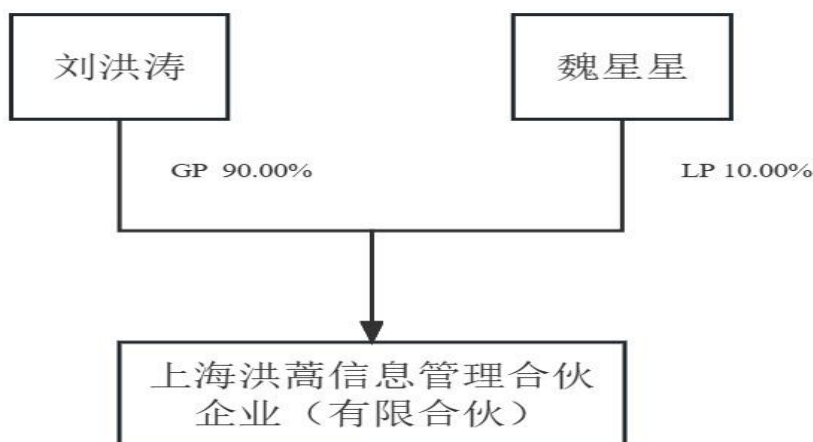 刘洪涛
魏星星
GP 90.00%
LP 10.00%
上海洪蒿信息管理合伙
企业（有限合伙）